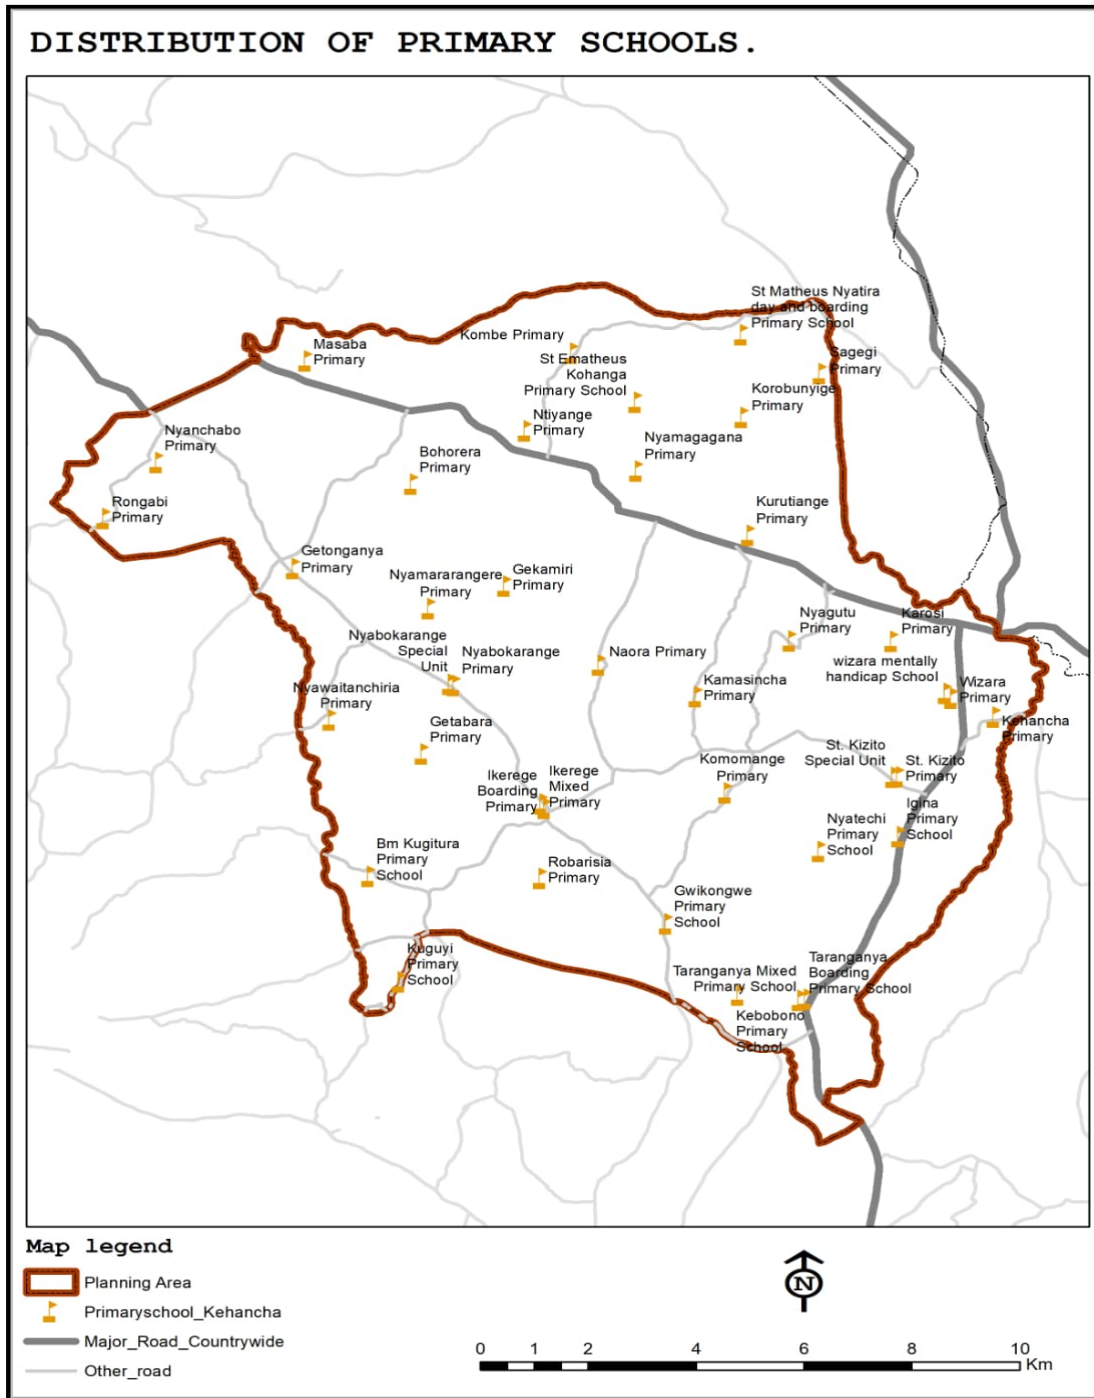 DISTRIBUTION OF PRIMARY SCHOOLS.
St Matheus Nyatira
day and boarding
Primary School
Kombe Primary
Masaba
Primary
St Ematheus
Kohanga
Primary School
Sagegi
Primary
Korobunyige
Primary
Ntiyange
Primary
Nyanchabo
Primary
Nyamagagana
Primary
Bohorera
Primary
Rongabi
Primary
Kurutiange
Primary
Getonganya
Primary
Nyamararangere
Primary
Gekamiri
Primary
Nyagutu
Primary
Karosi
Primary
Nyabokarange
Special
Unit
Nyabokarange
Primary
Naora Primary
wizara mentally
handicap School
Wizara
Primary
Kamasincha
Primary
Nyawaitanchiria
Primary
Kehancha
Primary
Getabara
Primary
St. Kizito
Special Unit
St. Kizito
Primary
Komomange
Primary
Ikerege
Boarding
Primary
Ikerege
Mixed
Primary
Igina
Primary
School
Nyatechi
Primary
School
Bm Kugitura
Primary
School
Robarisia
Primary
Gwikongwe
Primary
School
Kuguyi
Primary
School
Taranganya Mixed
Primary School
Taranganya
Boarding
Primary School
Kebobono
Primary
School
Map legend
Planning Area
Primaryschool_Kehancha
Major_Road_Countrywide
Other_road
N
0 1 2 4 6 8 10
Km